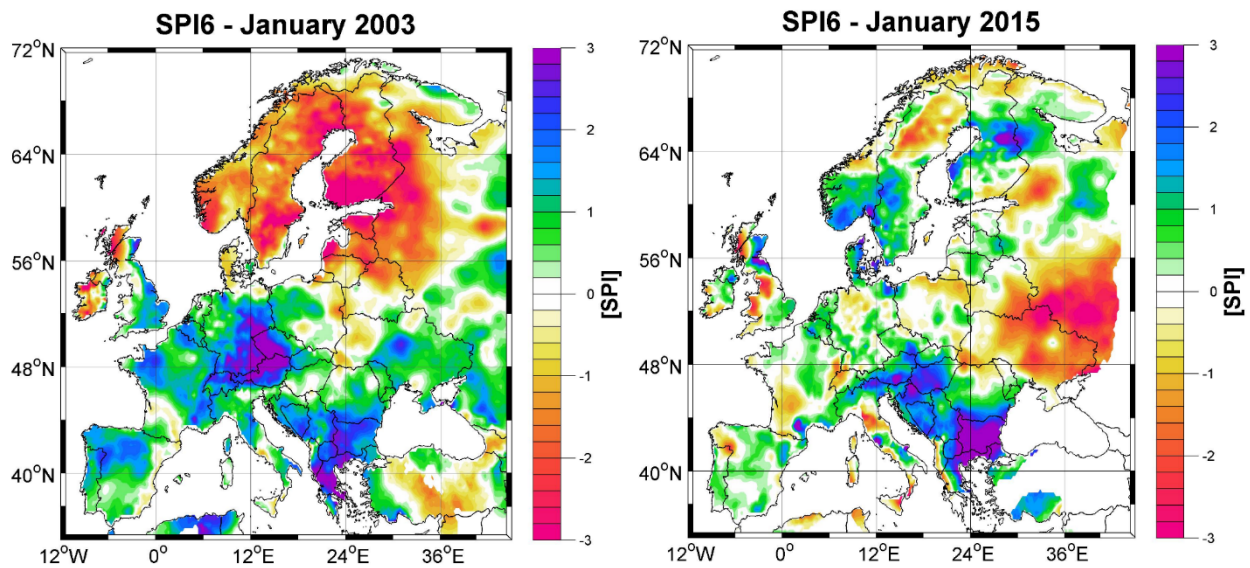 SPI6 - January 2003
72°N
64°N
56°N
48°N
40°N
12°W
0°
12°E
24°E
36°E
3
2
1
0
-1
-2
-3
[SPI]
SPI6 - January 2015
72°N
64°N
56°N
48°N
40°N
12°W
0°
12°E
24°E
36°E
3
2
1
0
-1
-2
-3
[SPI]